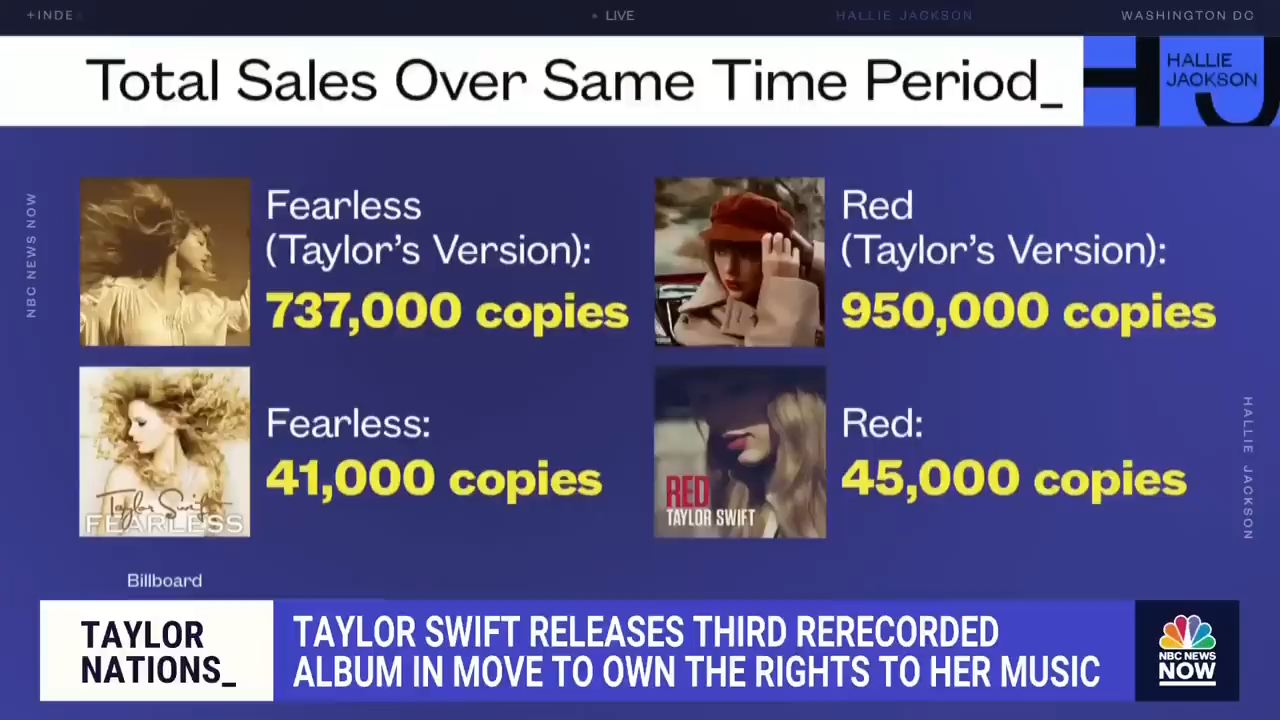 +INDE
• LIVE
HALLIE JACKSON
WASHINGTON DC
Total Sales Over Same Time Period_
HALLIE
JACKSON
HJ
NBC NEWS NOW
Fearless
(Taylor's Version):
737,000 copies
Red
(Taylor's Version):
950,000 copies
Taylor Swift
FEARLESS
Fearless:
41,000 copies
RED
TAYLOR SWIFT
Red:
45,000 copies
HALLIE JACKSON
Billboard
TAYLOR
NATIONS_
TAYLOR SWIFT RELEASES THIRD RERECORDED
ALBUM IN MOVE TO OWN THE RIGHTS TO HER MUSIC
NBC NEWS
NOW